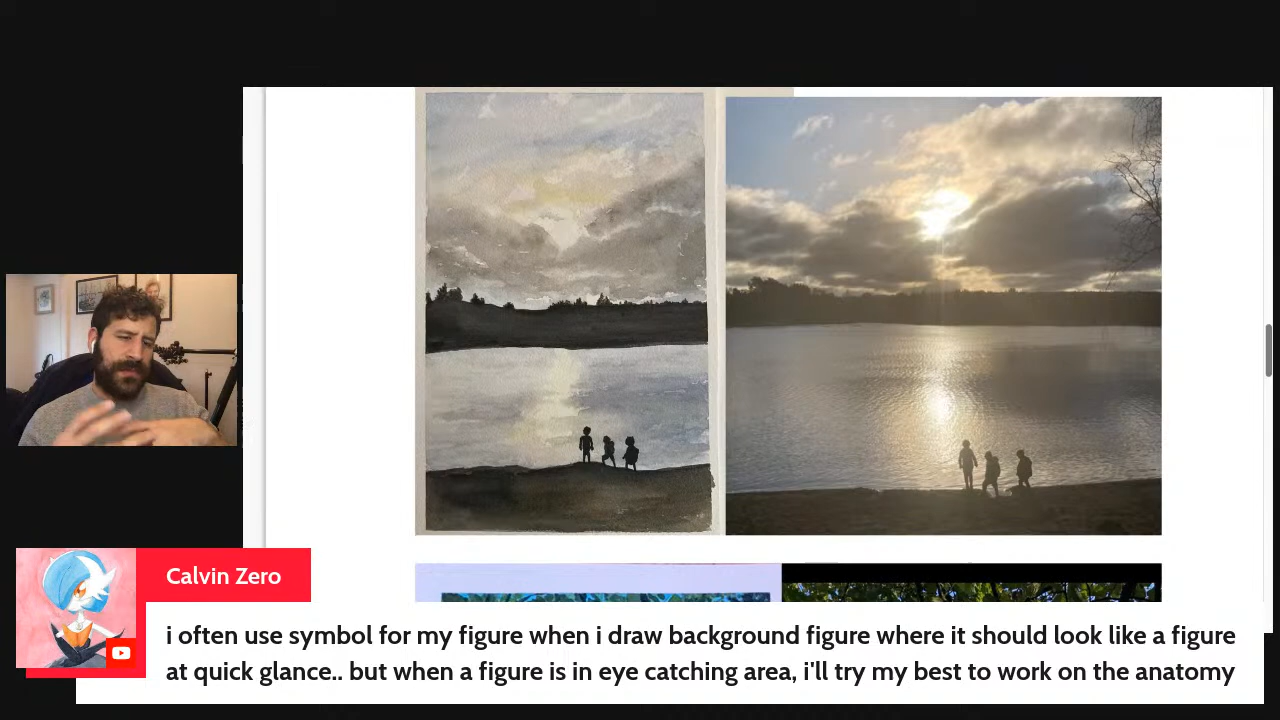 Calvin Zero
i often use symbol for my figure when i draw background figure where it should look like a figure
at quick glance.. but when a figure is in eye catching area, i'll try my best to work on the anatomy